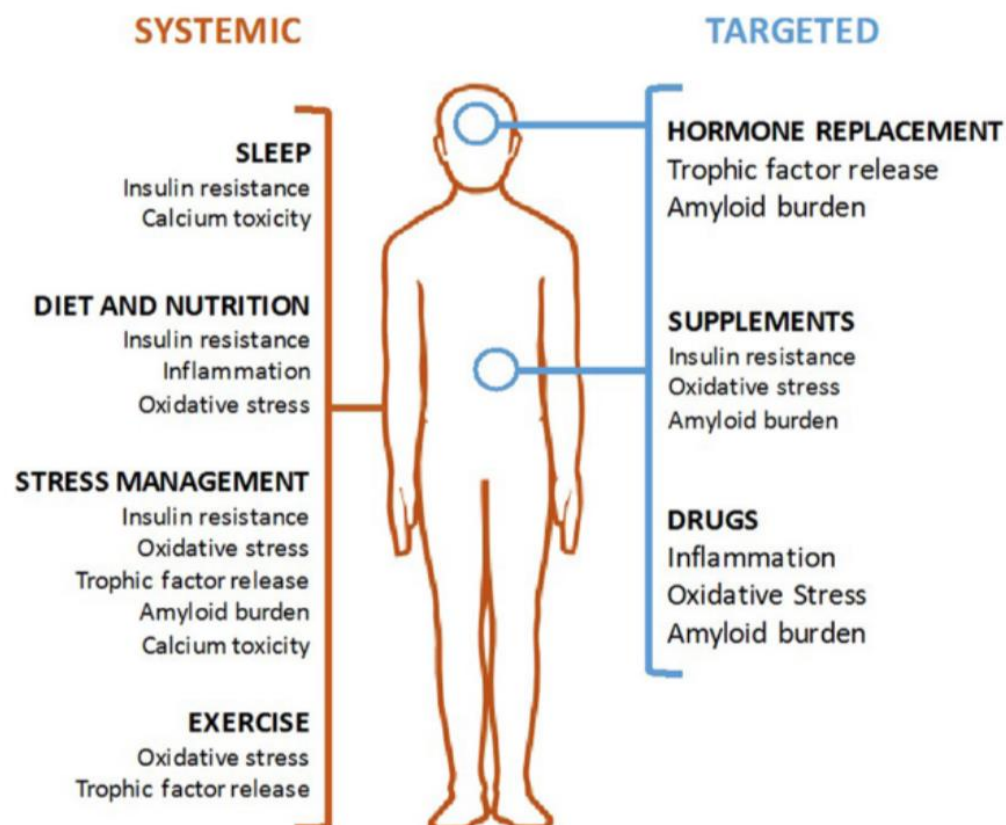 SYSTEMIC
SLEEP
Insulin resistance
Calcium toxicity
DIET AND NUTRITION
Insulin resistance
Inflammation
Oxidative stress
STRESS MANAGEMENT
Insulin resistance
Oxidative stress
Trophic factor release
Amyloid burden
Calcium toxicity
EXERCISE
Oxidative stress
Trophic factor release
TARGETED
HORMONE REPLACEMENT
Trophic factor release
Amyloid burden
SUPPLEMENTS
Insulin resistance
Oxidative stress
Amyloid burden
DRUGS
Inflammation
Oxidative Stress
Amyloid burden